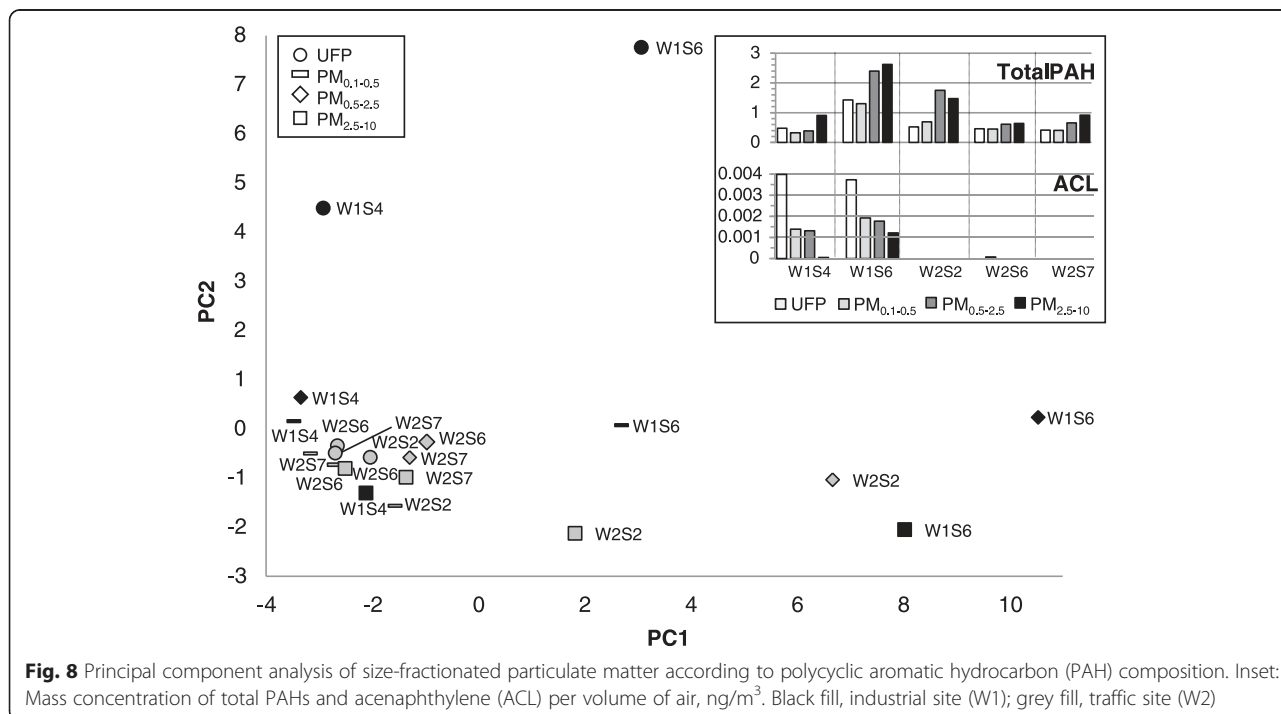 8
7
6
5
4
3
2
1
0
-1
-2
-3
PC2
-4
-2
0
2
4
6
8
10
PC1
UFP
PM0.1-0.5
PM0.5-2.5
PM2.5-10
W1S6
W1S4
W1S4
W1S4
W2S6
W2S7
W2S2
W2S6
W2S7
W2S7
W2S6
W2S6
W2S7
W1S4
W2S2
W1S6
W1S6
W2S2
W2S2
W1S6
TotalPAH
3
2
1
0
ACL
0.004
0.003
0.002
0.001
0
W1S4 W1S6 W2S2 W2S6 W2S7
UFP PM0.1-0.5 PM0.5-2.5 PM2.5-10
Fig. 8 Principal component analysis of size-fractionated particulate matter according to polycyclic aromatic hydrocarbon (PAH) composition. Inset:
Mass concentration of total PAHs and acenaphthylene (ACL) per volume of air, ng/m³. Black fill, industrial site (W1); grey fill, traffic site (W2)